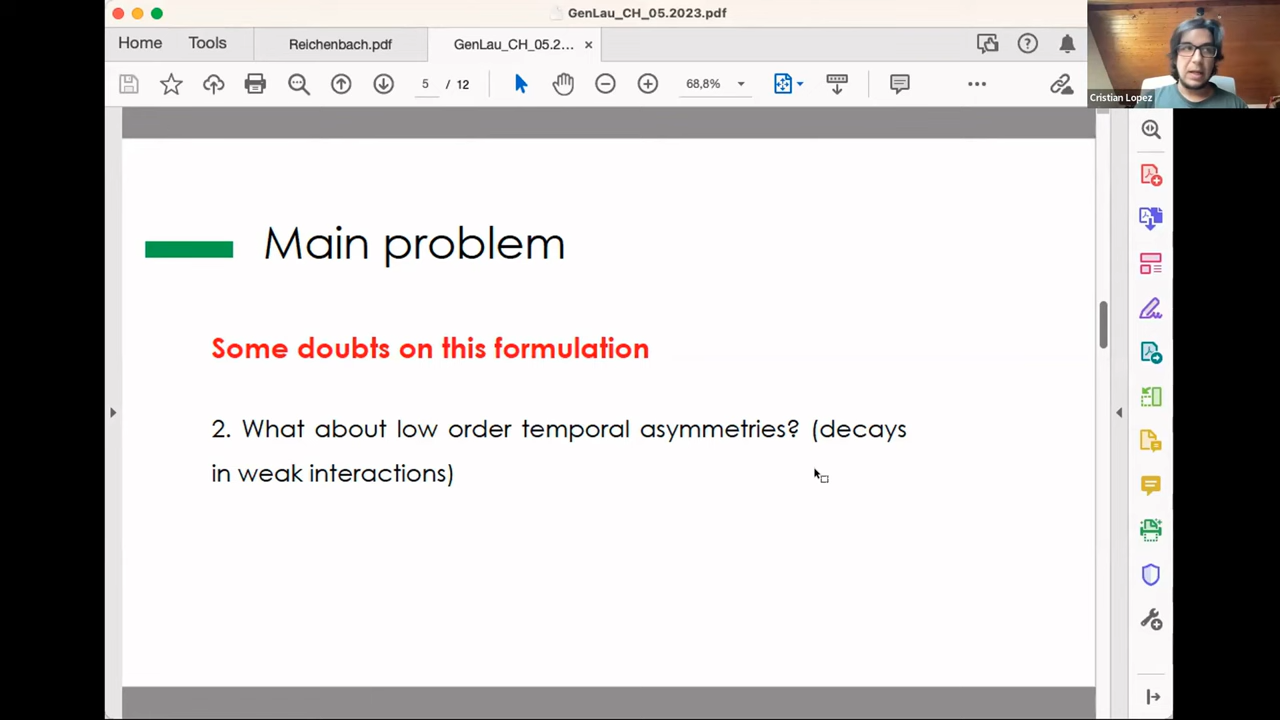 GenLau_CH_05.2023.pdf
Home Tools Reichenbach.pdf GenLau_CH_05.2... ×
5 / 12 68,8%
Cristian Lopez
Main problem
Some doubts on this formulation
2. What about low order temporal asymmetries? (decays
in weak interactions)